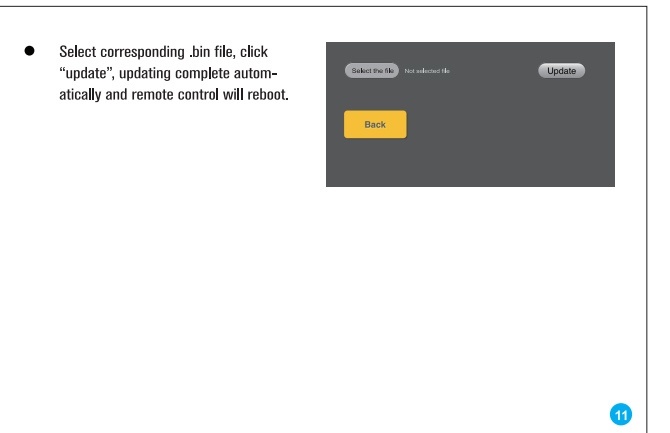 ● Select corresponding .bin file, click
“update”, updating complete autom-
atically and remote control will reboot.
Select the file Not selected file Update
Back
11